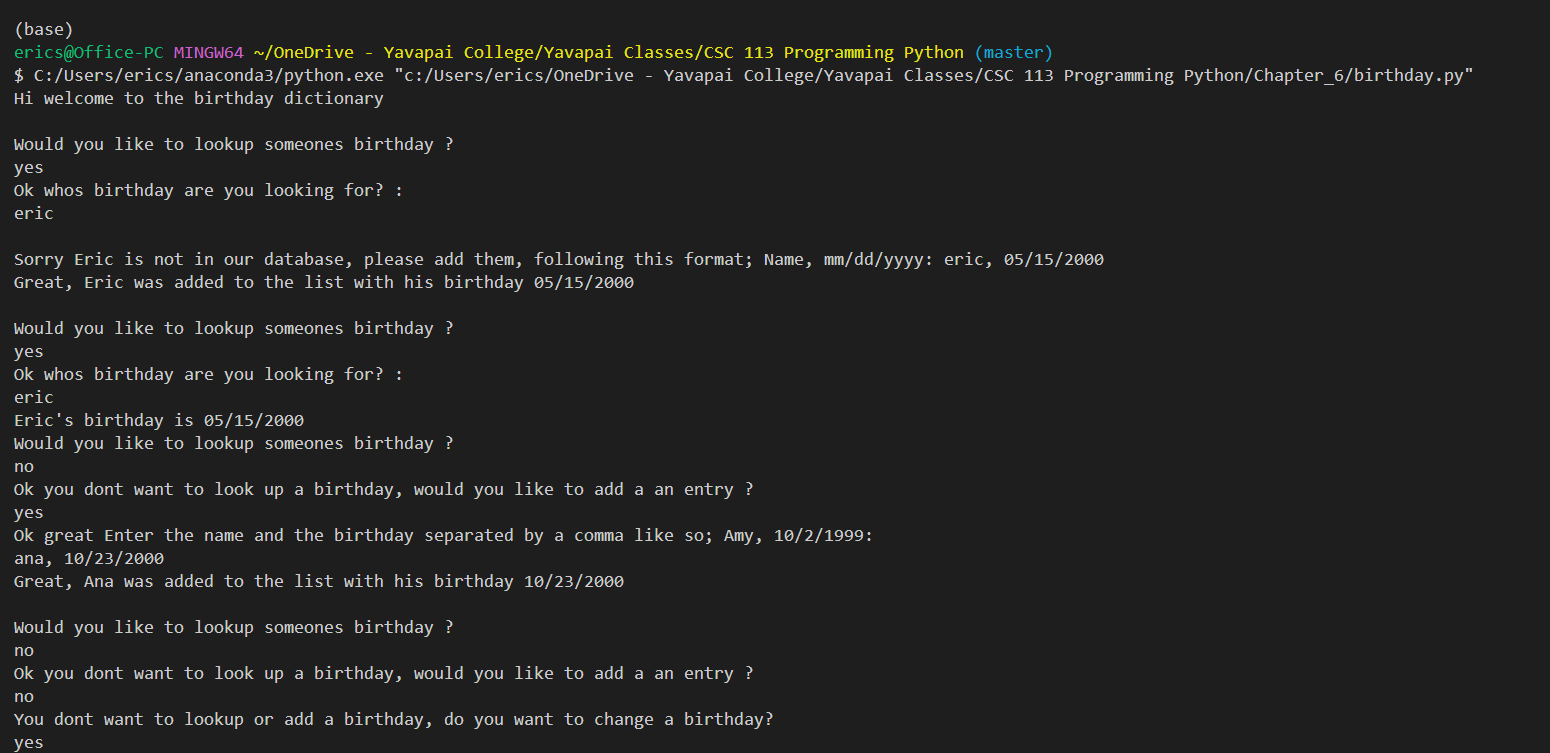 (base)
erics@Office-PC MINGW64 ~/OneDrive - Yavapai College/Yavapai Classes/CSC 113 Programming Python (master)
$ C:/Users/erics/anaconda3/python.exe "c:/Users/erics/OneDrive - Yavapai College/Yavapai Classes/CSC 113 Programming Python/Chapter_6/birthday.py"
Hi welcome to the birthday dictionary
Would you like to lookup someones birthday ?
yes
Ok whos birthday are you looking for? :
eric
Sorry Eric is not in our database, please add them, following this format; Name, mm/dd/yyyy: eric, 05/15/2000
Great, Eric was added to the list with his birthday 05/15/2000
Would you like to lookup someones birthday ?
yes
Ok whos birthday are you looking for? :
eric
Eric's birthday is 05/15/2000
Would you like to lookup someones birthday ?
no
Ok you dont want to look up a birthday, would you like to add a an entry ?
yes
Ok great Enter the name and the birthday separated by a comma like so; Amy, 10/2/1999:
ana, 10/23/2000
Great, Ana was added to the list with his birthday 10/23/2000
Would you like to lookup someones birthday ?
no
Ok you dont want to look up a birthday, would you like to add a an entry ?
no
You dont want to lookup or add a birthday, do you want to change a birthday?
yes